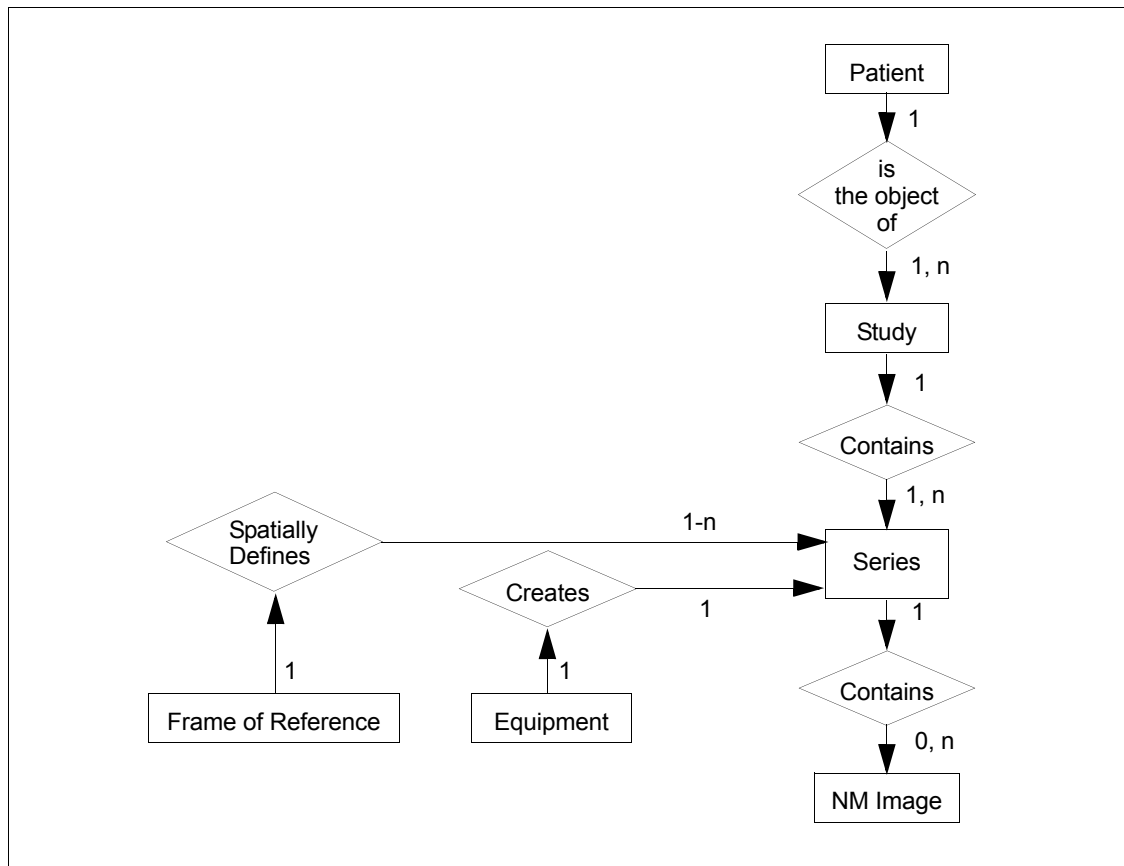 Patient
1
is
the object
of
1, n
Study
1
Contains
1, n
Spatially
Defines
1-n
Series
Creates
1
1
1
1
Contains
Frame of Reference
Equipment
0, n
NM Image